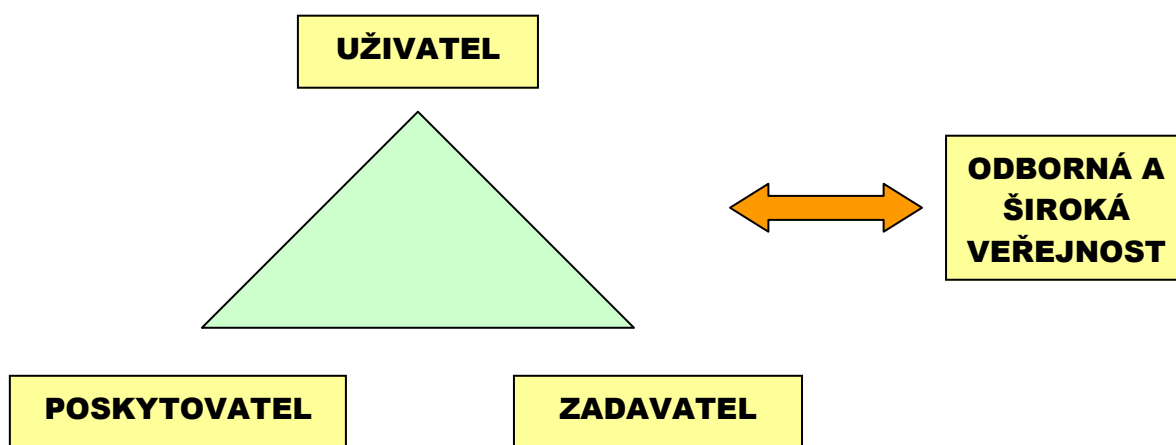 UŽIVATEL
ODBORNÁ A
ŠIROKÁ
VEŘEJNOST
POSKYTOVATEL
ZADAVATEL